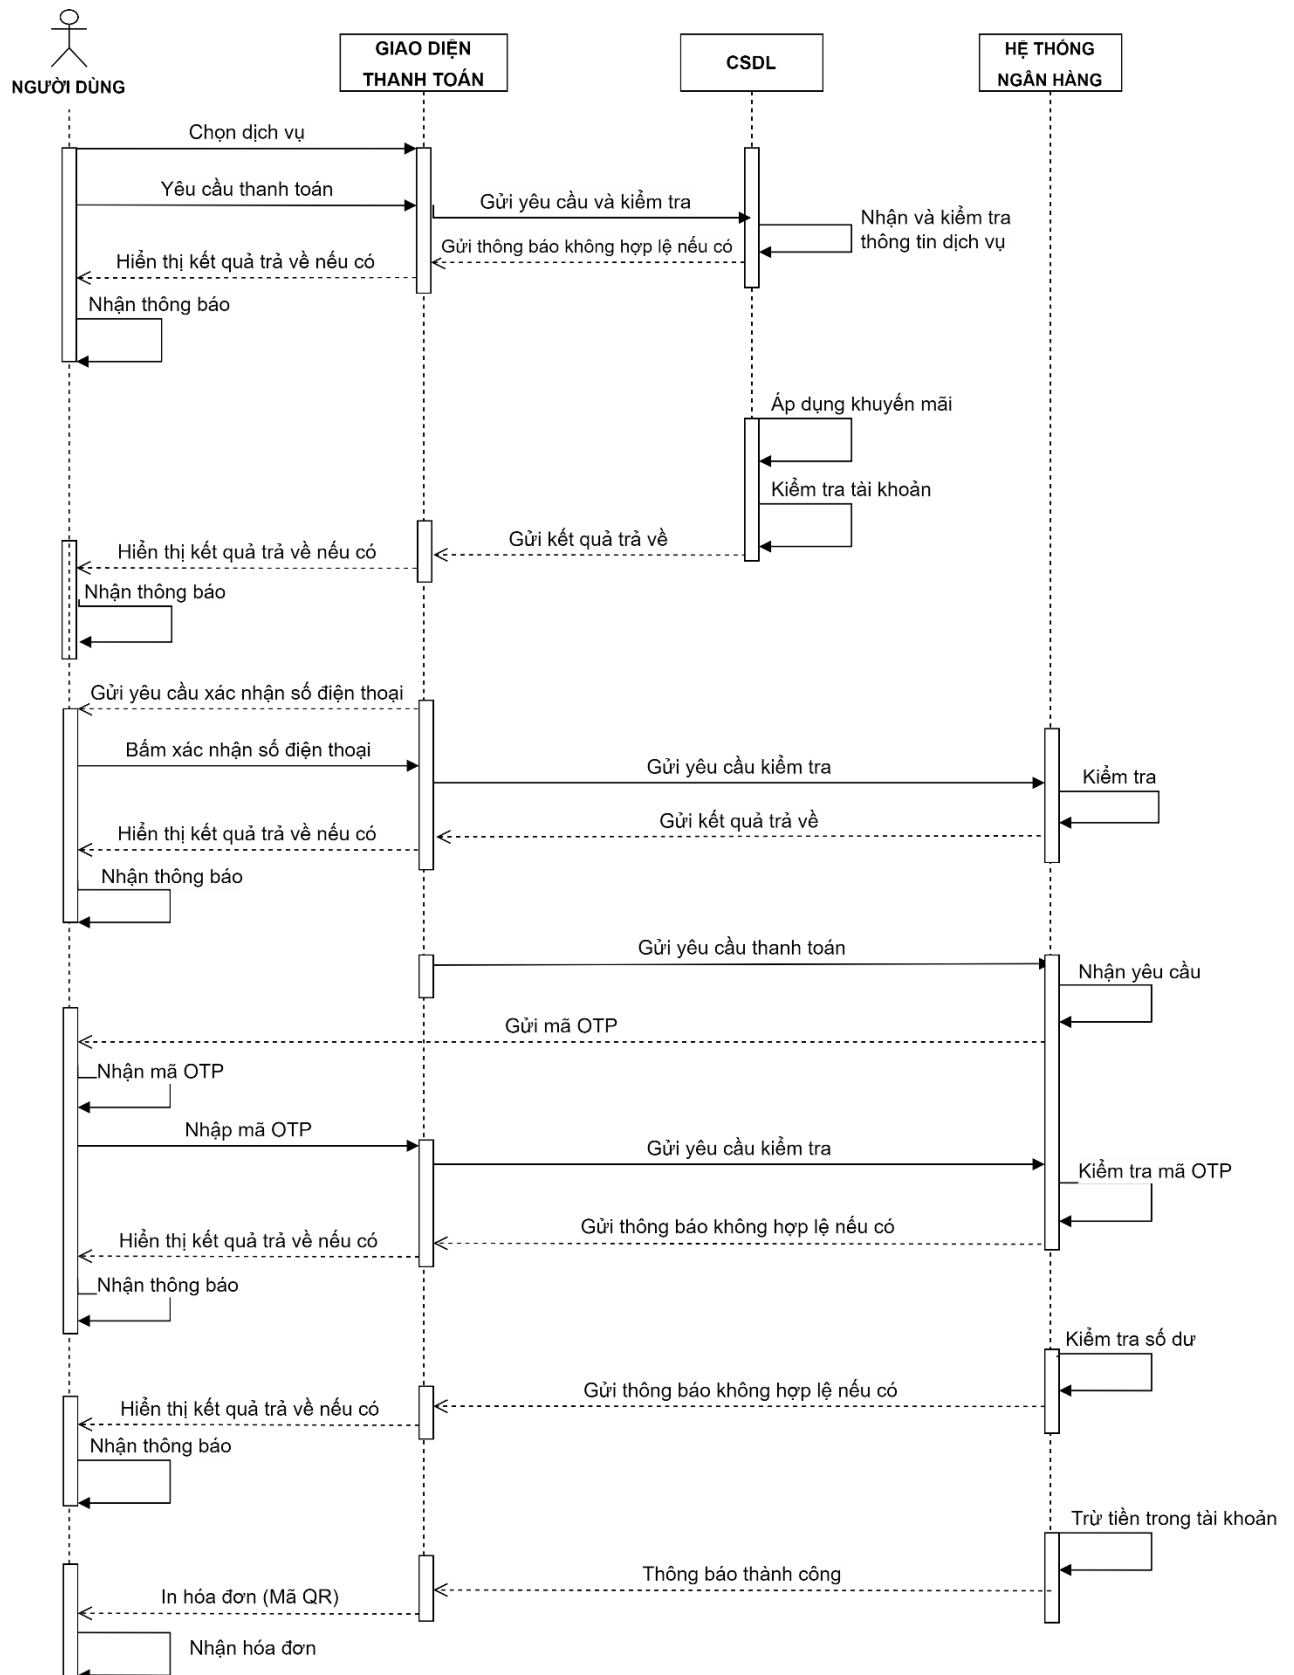 NGƯỜI DÙNG
GIAO DIỆN
THANH TOÁN
CSDL
HỆ THỐNG
NGÂN HÀNG
Chọn dịch vụ
Yêu cầu thanh toán
Gửi yêu cầu và kiểm tra
Nhận và kiểm tra
thông tin dịch vụ
Gửi thông báo không hợp lệ nếu có
Hiển thị kết quả trả về nếu có
Nhận thông báo
Áp dụng khuyến mãi
Kiểm tra tài khoản
Gửi kết quả trả về
Hiển thị kết quả trả về nếu có
Nhận thông báo
Gửi yêu cầu xác nhận số điện thoại
Bấm xác nhận số điện thoại
Gửi yêu cầu kiểm tra
Kiểm tra
Gửi kết quả trả về
Hiển thị kết quả trả về nếu có
Nhận thông báo
Gửi yêu cầu thanh toán
Nhận yêu cầu
Gửi mã OTP
Nhận mã OTP
Nhập mã OTP
Gửi yêu cầu kiểm tra
Kiểm tra mã OTP
Gửi thông báo không hợp lệ nếu có
Hiển thị kết quả trả về nếu có
Nhận thông báo
Kiểm tra số dư
Gửi thông báo không hợp lệ nếu có
Hiển thị kết quả trả về nếu có
Nhận thông báo
Trừ tiền trong tài khoản
Thông báo thành công
In hóa đơn (Mã QR)
Nhận hóa đơn